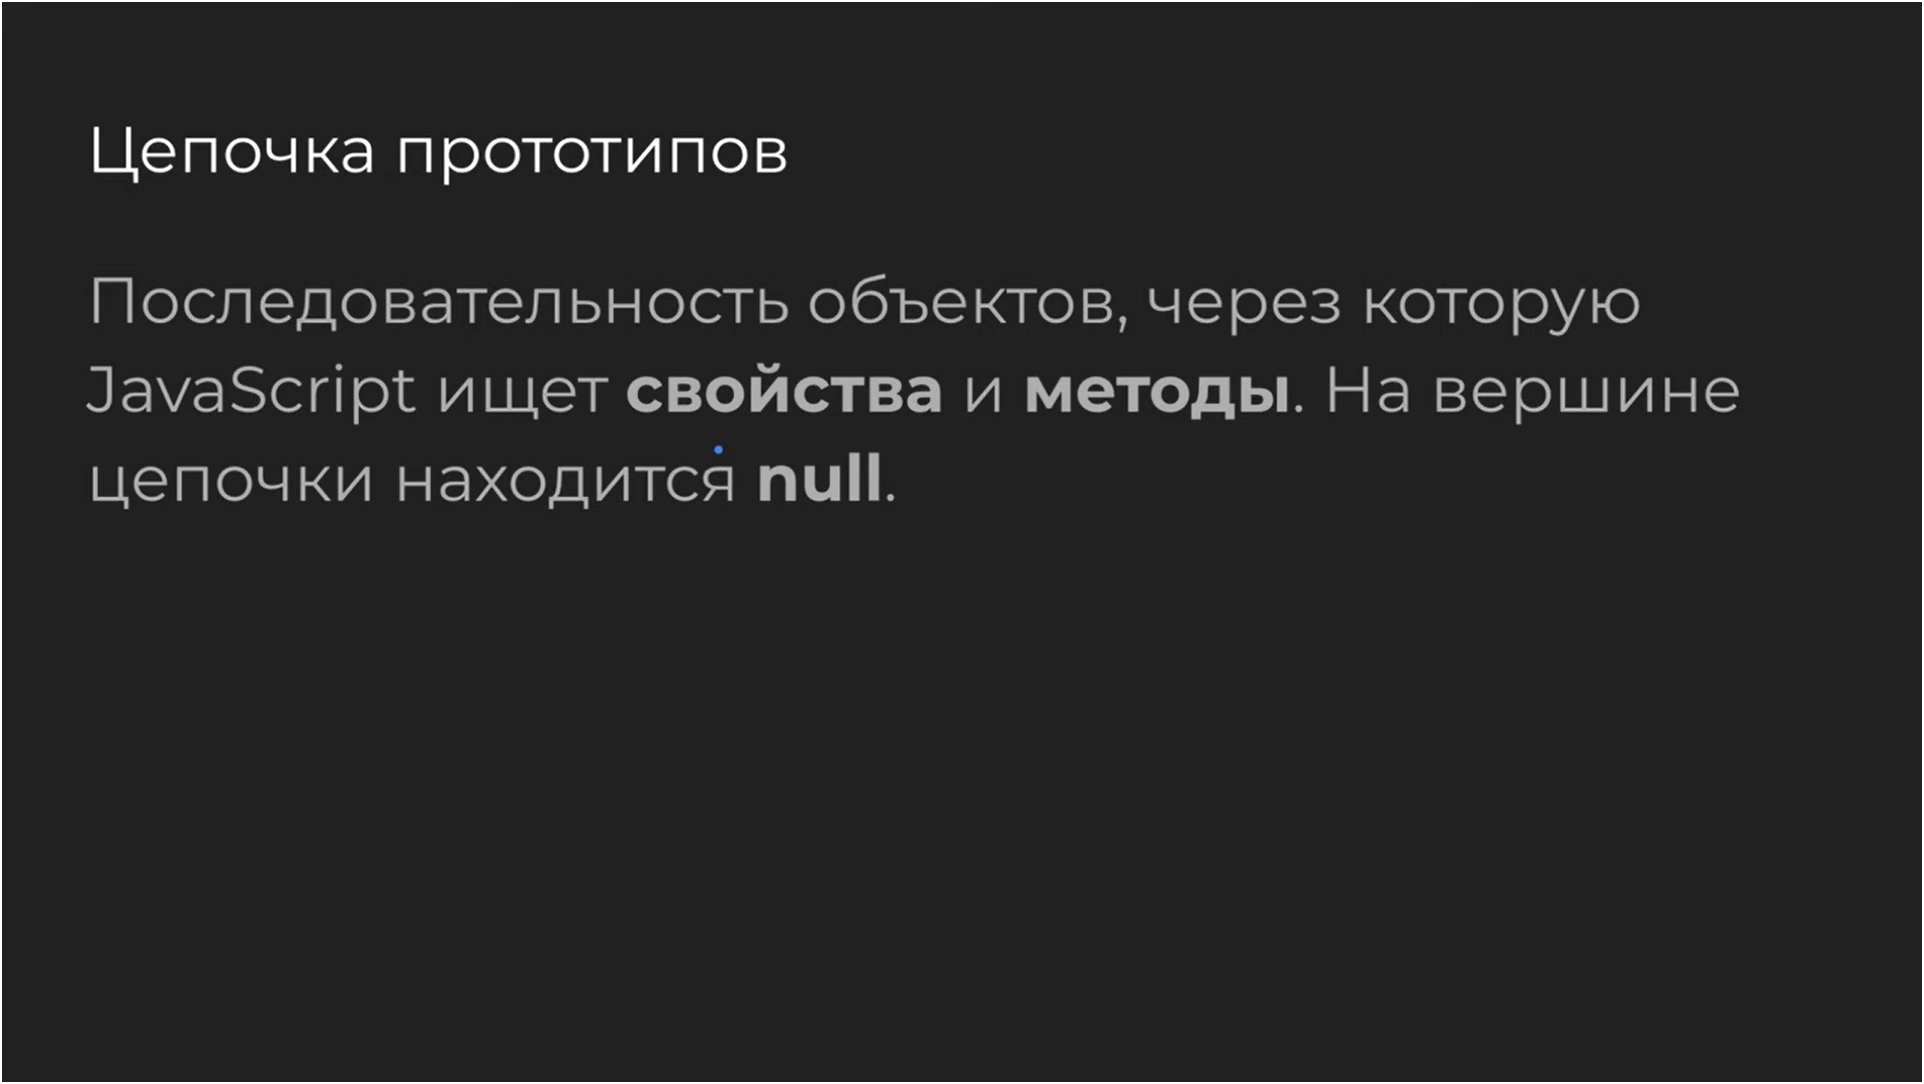 Цепочка прототипов
Последовательность объектов, через которую
JavaScript ищет свойства и методы. На вершине
цепочки находится null.